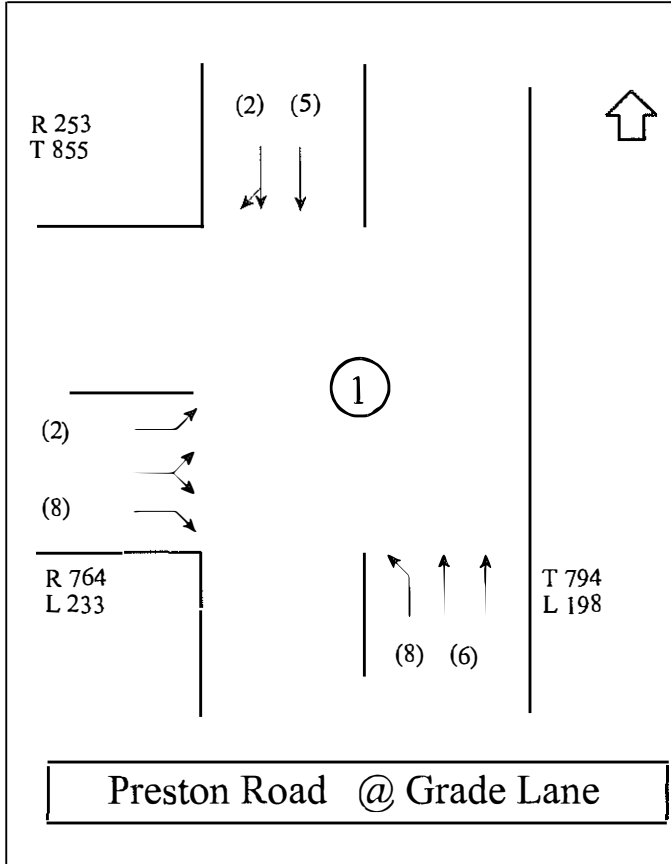 (2) (5)
R 253
T 855
1
(2)
(8)
R 764
L 233
T 794
L 198
(8) (6)
Preston Road @ Grade Lane